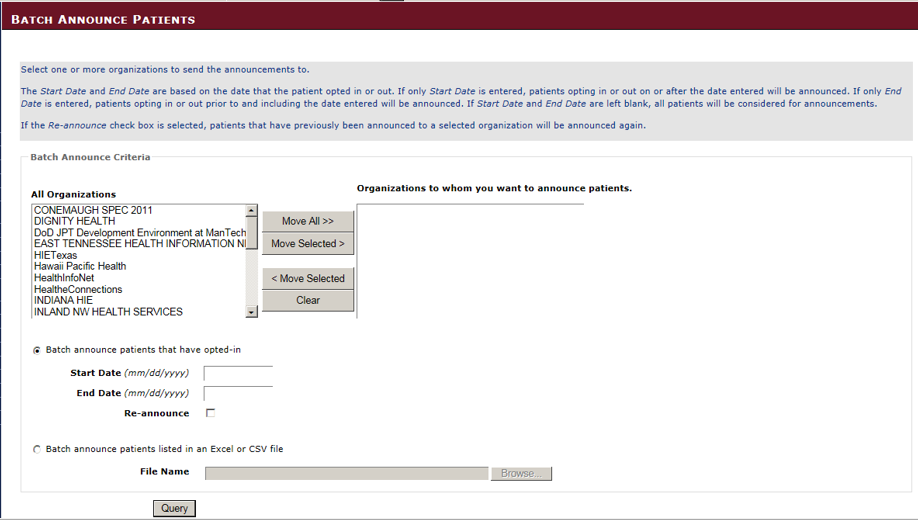 BATCH ANNOUNCE PATIENTS
Select one or more organizations to send the announcements to.
The Start Date and End Date are based on the date that the patient opted in or out. If only Start Date is entered, patients opting in or out on or after the date entered will be announced. If only End
Date is entered, patients opting in or out prior to and including the date entered will be announced. If Start Date and End Date are left blank, all patients will be considered for announcements.
If the Re-announce check box is selected, patients that have previously been announced to a selected organization will be announced again.
Batch Announce Criteria
All Organizations
Organizations to whom you want to announce patients.
CONEMAUGH SPEC 2011
DIGNITY HEALTH
DoD JPT Development Environment at ManTech
EAST TENNESSEE HEALTH INFORMATION NE
HIETexas
Hawaii Pacific Health
HealthInfoNet
HealtheConnections
INDIANA HIE
INLAND NW HEALTH SERVICES
Move All >>
Move Selected >
< Move Selected
Clear
Batch announce patients that have opted-in
Start Date (mm/dd/yyyy)
End Date (mm/dd/yyyy)
Re-announce
Batch announce patients listed in an Excel or CSV file
File Name
Browse...
Query